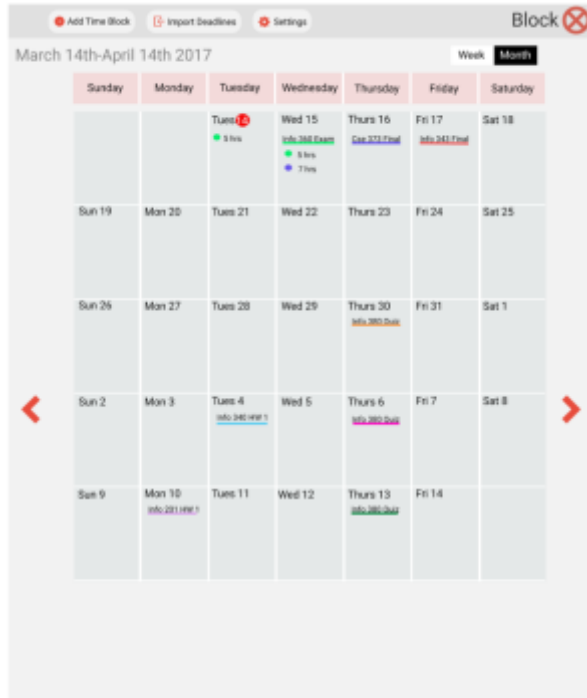 Add Time Block Import Deadlines Settings Block
March 14th-April 14th 2017 Week Month
Sunday Monday Tuesday Wednesday Thursday Friday Saturday
Tues 14 Wed 15 Thurs 16 Fri 17 Sat 18
5 hrs Info 360 Exam Cse 373 Final Info 343 Final
5 hrs
7 hrs
Sun 19 Mon 20 Tues 21 Wed 22 Thurs 23 Fri 24 Sat 25
Sun 26 Mon 27 Tues 28 Wed 29 Thurs 30 Fri 31 Sat 1
Info 380 Quiz
Sun 2 Mon 3 Tues 4 Wed 5 Thurs 6 Fri 7 Sat 8
Info 340 HW 1 Info 380 Quiz
Sun 9 Mon 10 Tues 11 Wed 12 Thurs 13 Fri 14
Info 201 HW 1 Info 380 Quiz